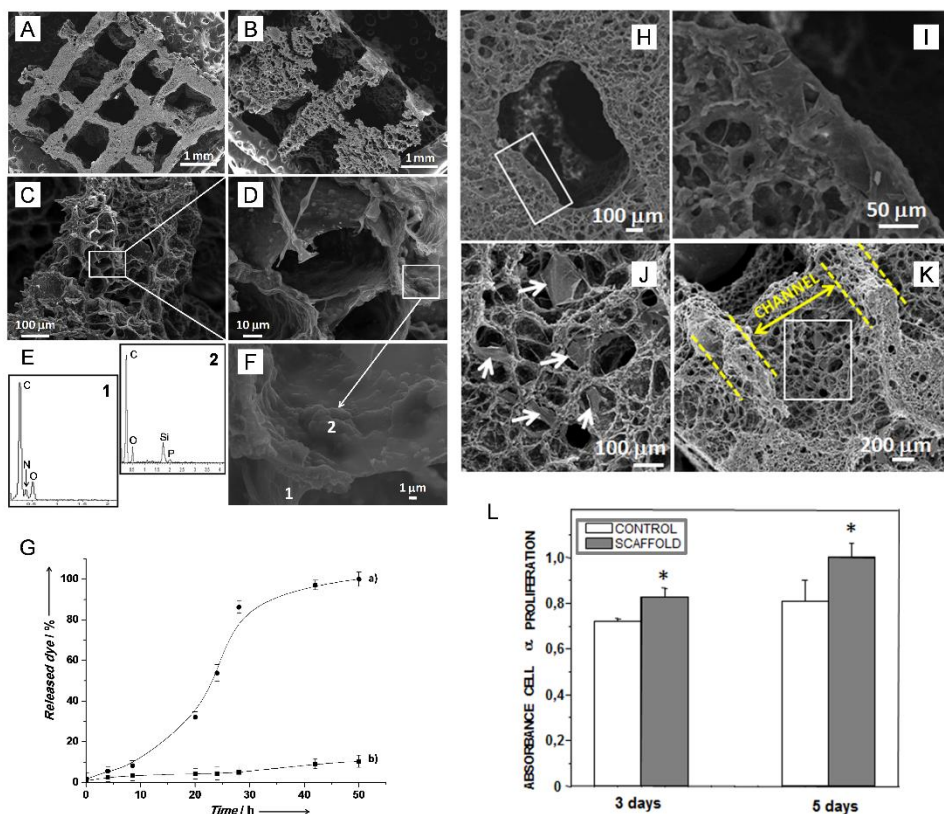 A
1 mm
B
1 mm
C
100 µm
D
10 µm
E
1
C
N
O
2
C
O
Si
P
F
2
1
1 µm
G
Released dye / %
100
80
60
40
20
0
a)
b)
0 10 20 30 40 50
Time / h
H
100 µm
I
50 µm
J
100 µm
K
CHANNEL
200 µm
L
ABSORBANCE CELL α PROLIFERATION
CONTROL
SCAFFOLD
1,0
0,8
0,6
0,4
0,2
0,0
*
*
3 days 5 days